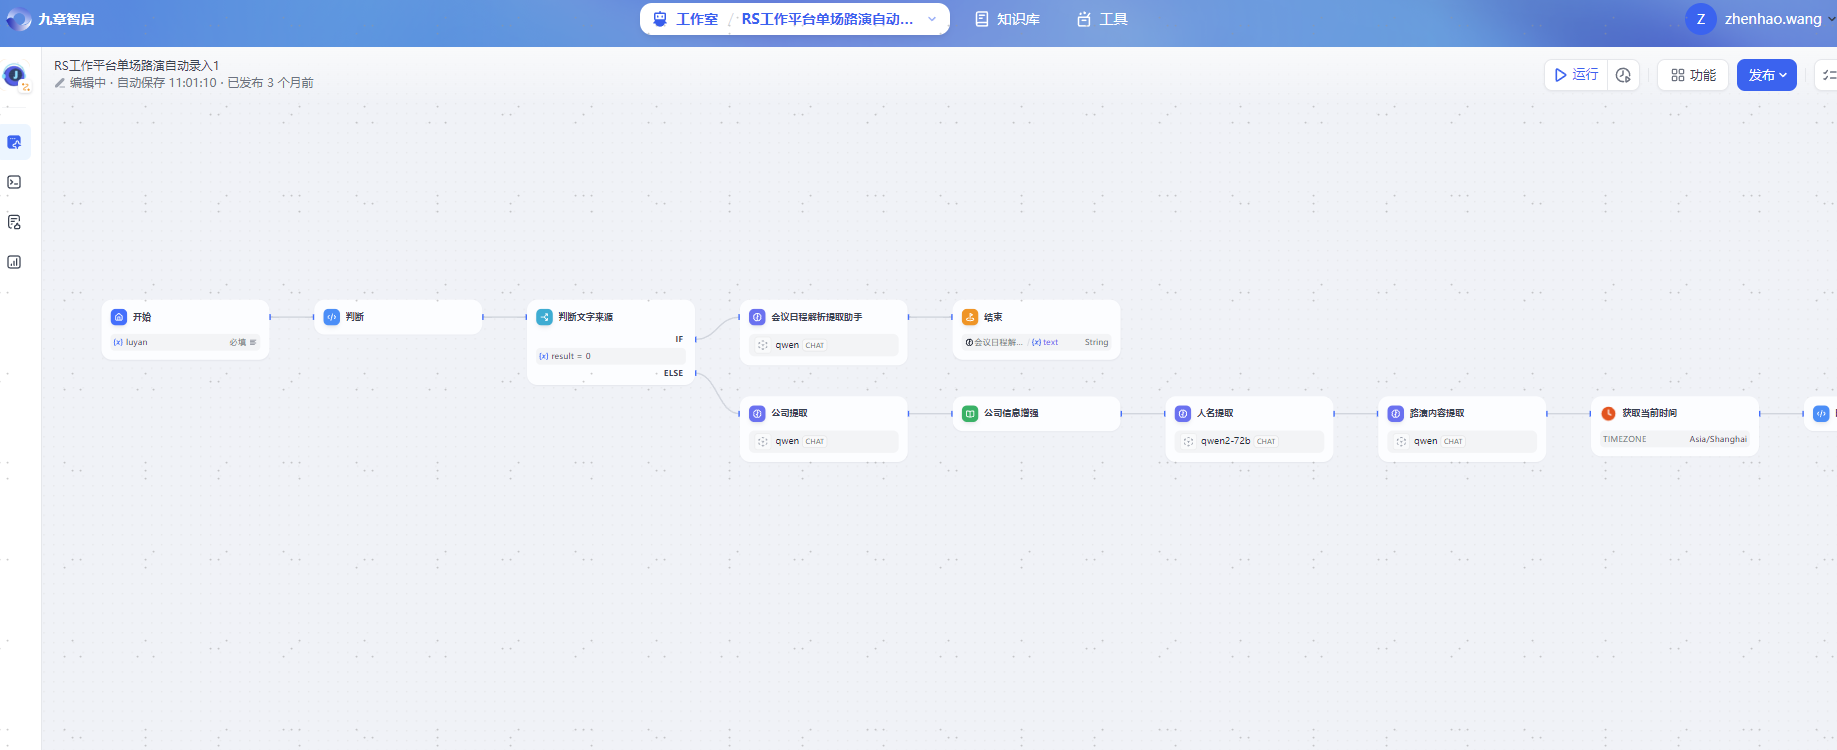 九章智启
工作室 / RS工作平台单场路演自动...
知识库
工具
Z
zhenhao.wang
RS工作平台单场路演自动录入1
编辑中 · 自动保存 11:01:10 · 已发布 3 个月前
运行
功能
发布
开始
(x) luyan 必填
判断
判断文字来源
IF
(x) result = 0
ELSE
会议日程解析提取助手
qwen CHAT
结束
会议日程解... / (x) text String
公司提取
qwen CHAT
公司信息增强
人名提取
qwen2-72b CHAT
路演内容提取
qwen CHAT
获取当前时间
TIMEZONE Asia/Shanghai